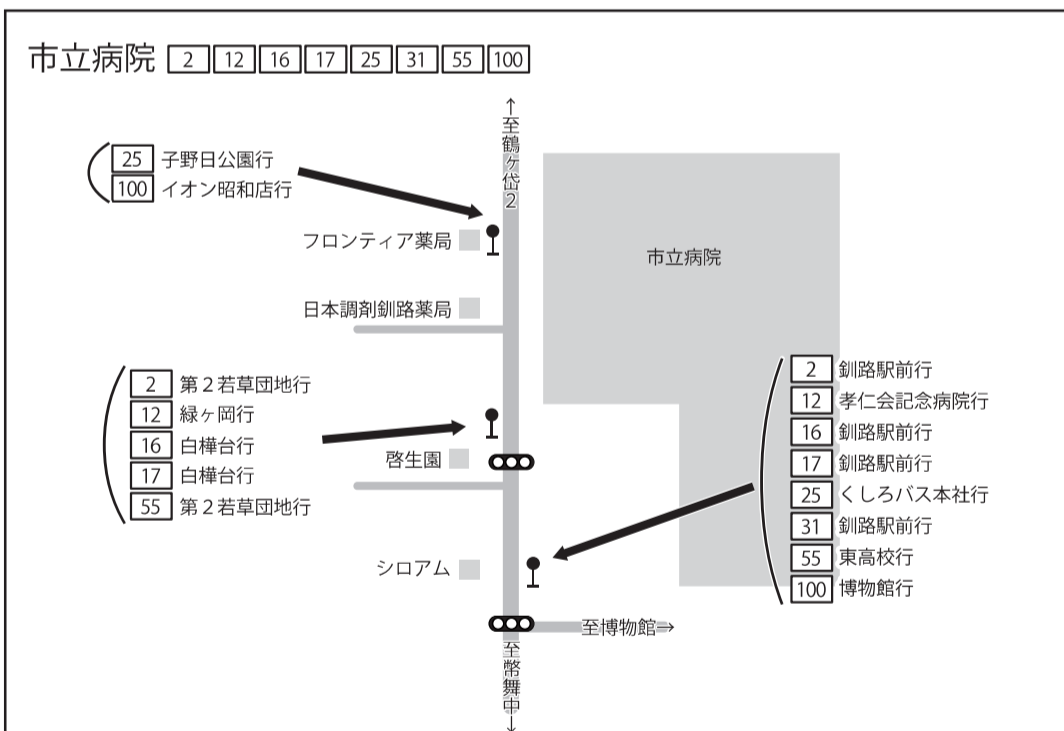 市立病院 2 12 16 17 25 31 55 100
↑至鶴ヶ岱2
25 子野日公園行
100 イオン昭和店行
フロンティア薬局
市立病院
日本調剤釧路薬局
2 第2若草団地行
12 緑ヶ岡行
16 白樺台行
17 白樺台行
55 第2若草団地行
啓生園
2 釧路駅前行
12 孝仁会記念病院行
16 釧路駅前行
17 釧路駅前行
25 くしろバス本社行
31 釧路駅前行
55 東高校行
100 博物館行
シロアム
至博物館→
至幣舞中↓